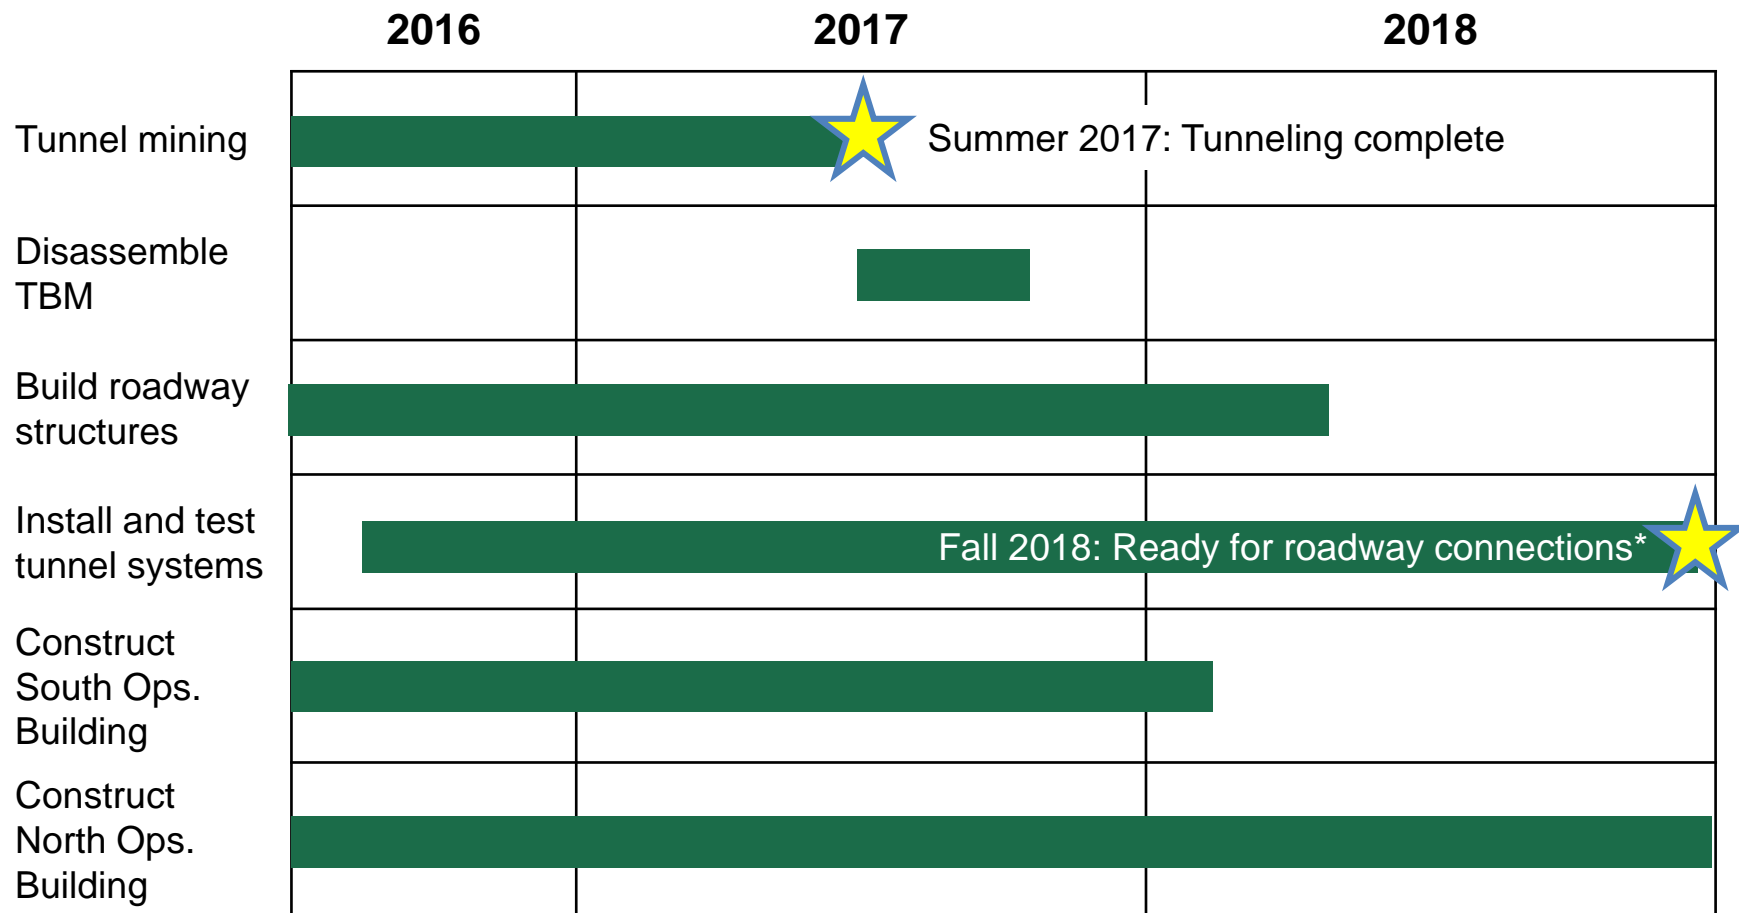 2016 2017 2018
Tunnel mining
Summer 2017: Tunneling complete
Disassemble
TBM
Build roadway
structures
Install and test
tunnel systems
Fall 2018: Ready for roadway connections*
Construct
South Ops.
Building
Construct
North Ops.
Building